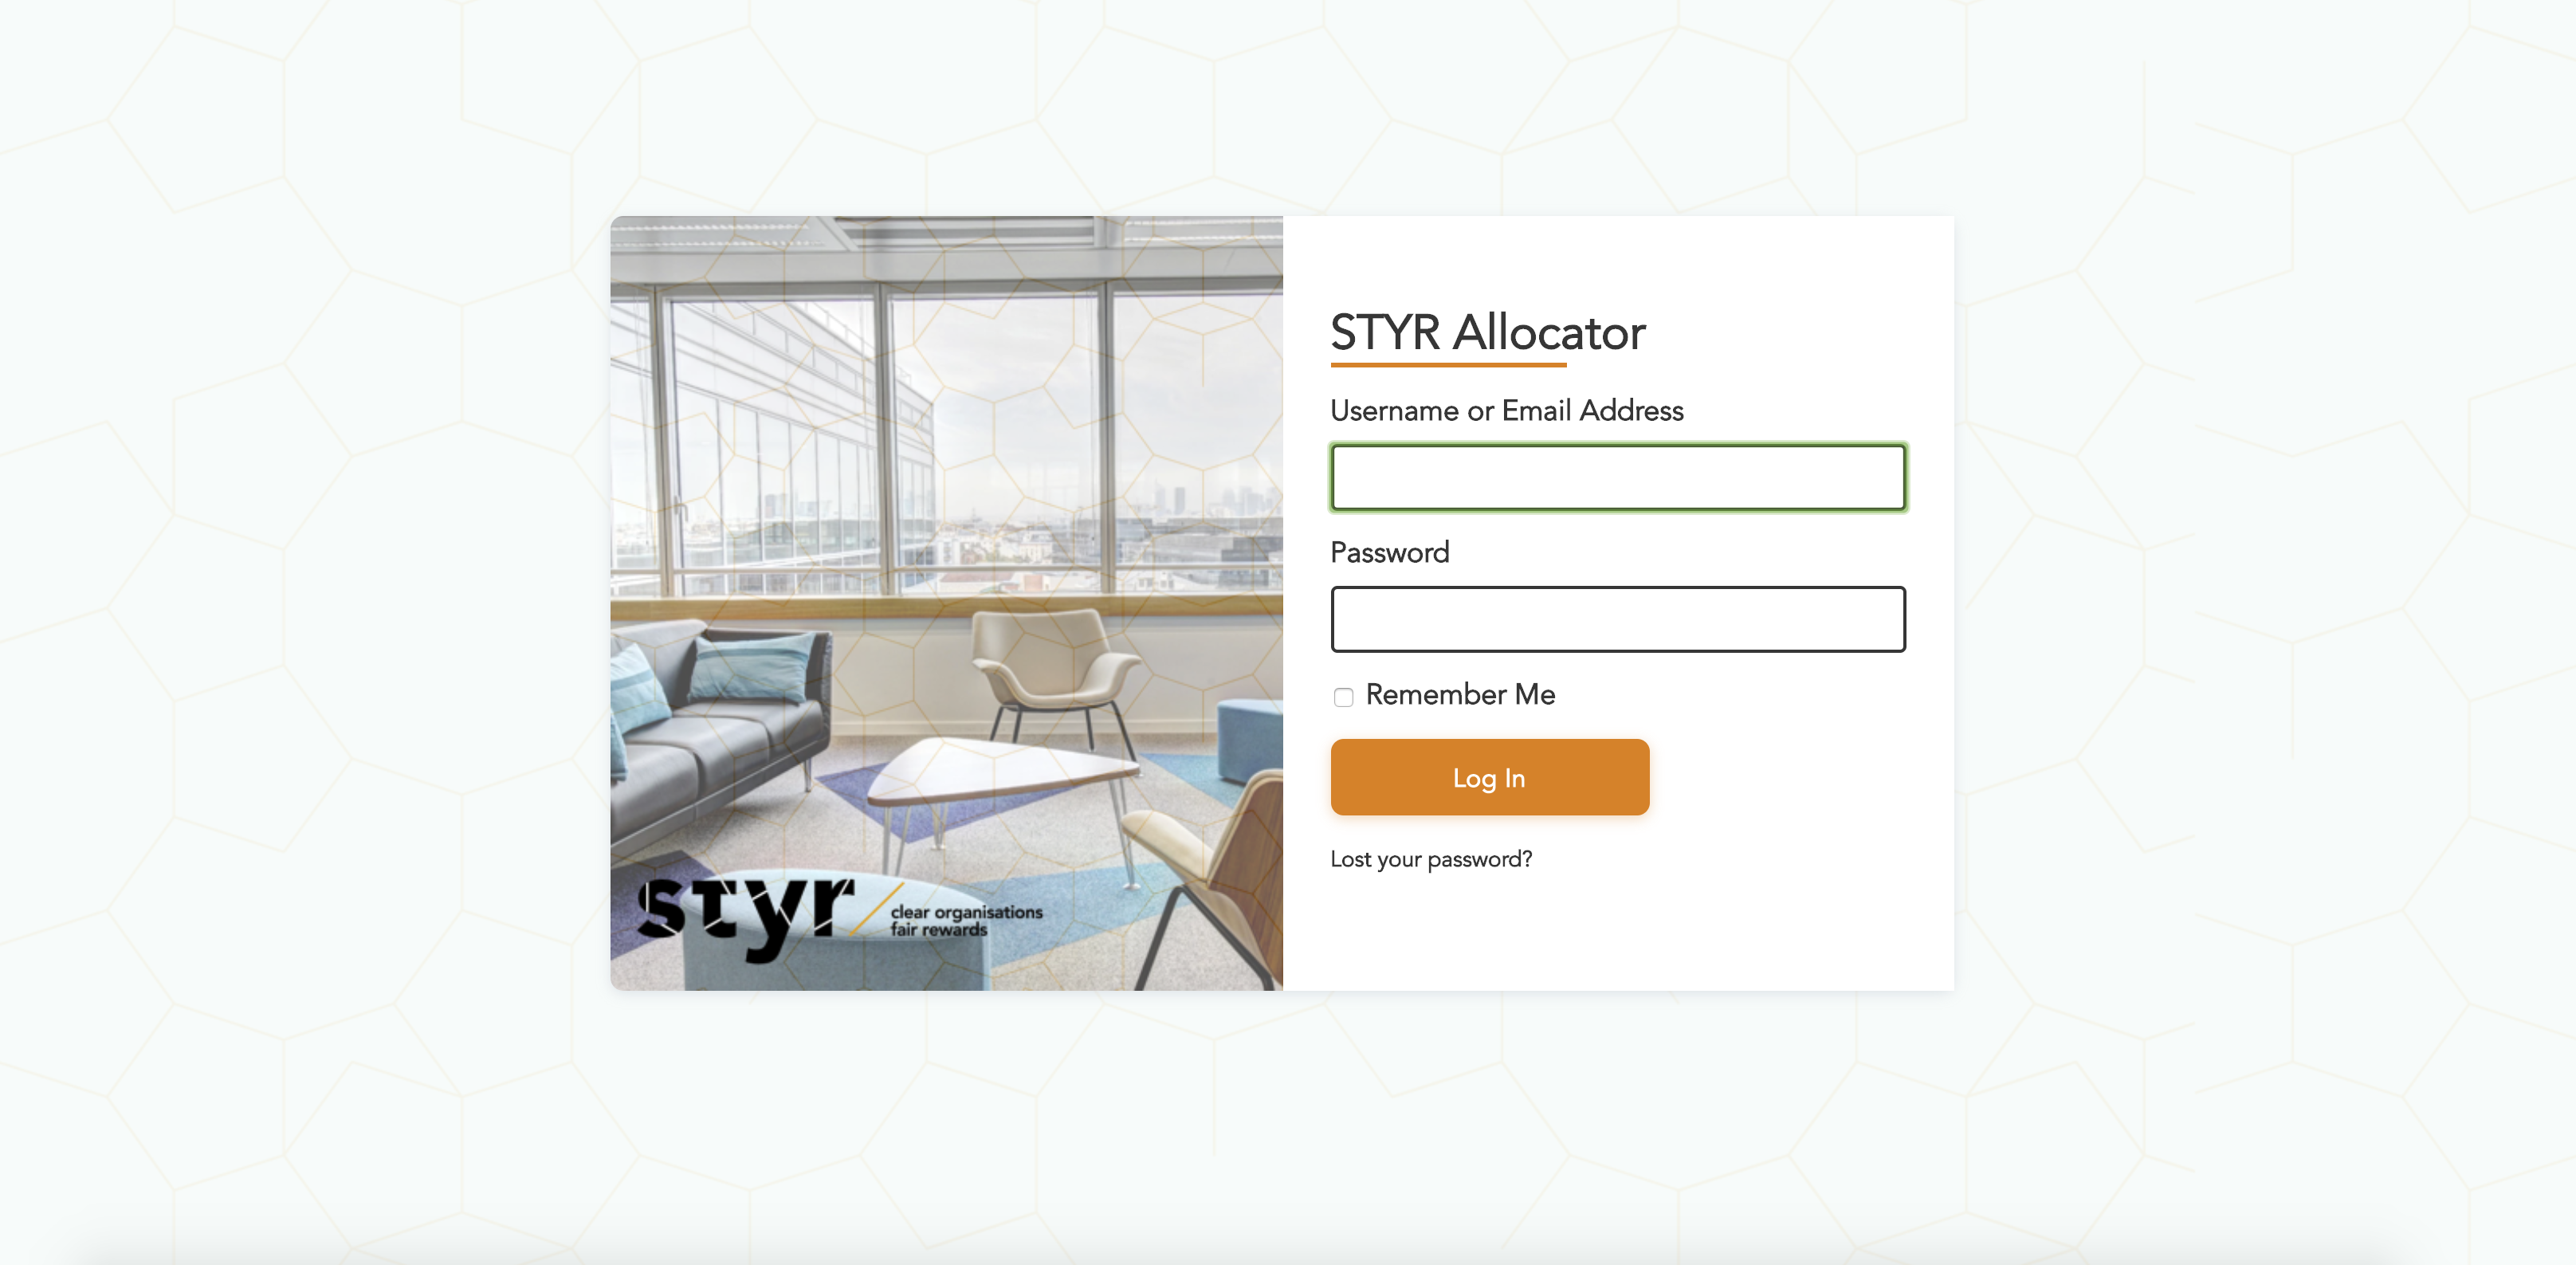 STYR Allocator
Username or Email Address
Password
Remember Me
Log In
Lost your password?
styr
clear organisations
fair rewards